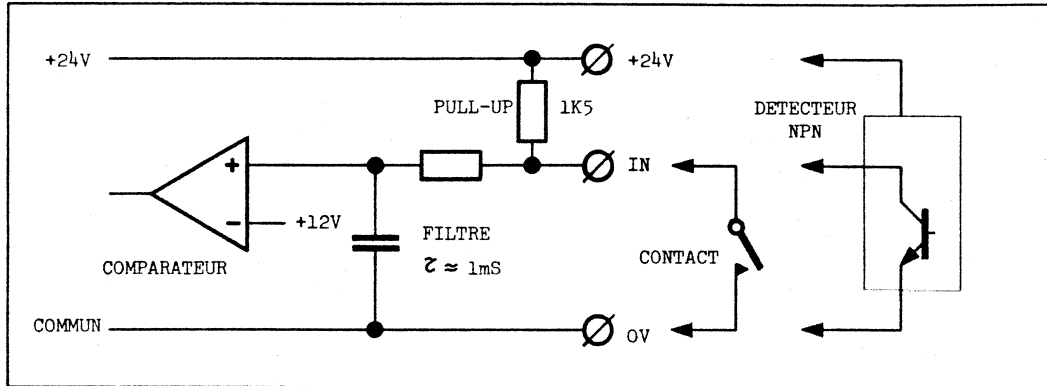 +24V
+24V
PULL-UP
1K5
DETECTEUR
NPN
IN
+
-
+12V
FILTRE
τ ≈ 1mS
COMPARATEUR
CONTACT
COMMUN
0V